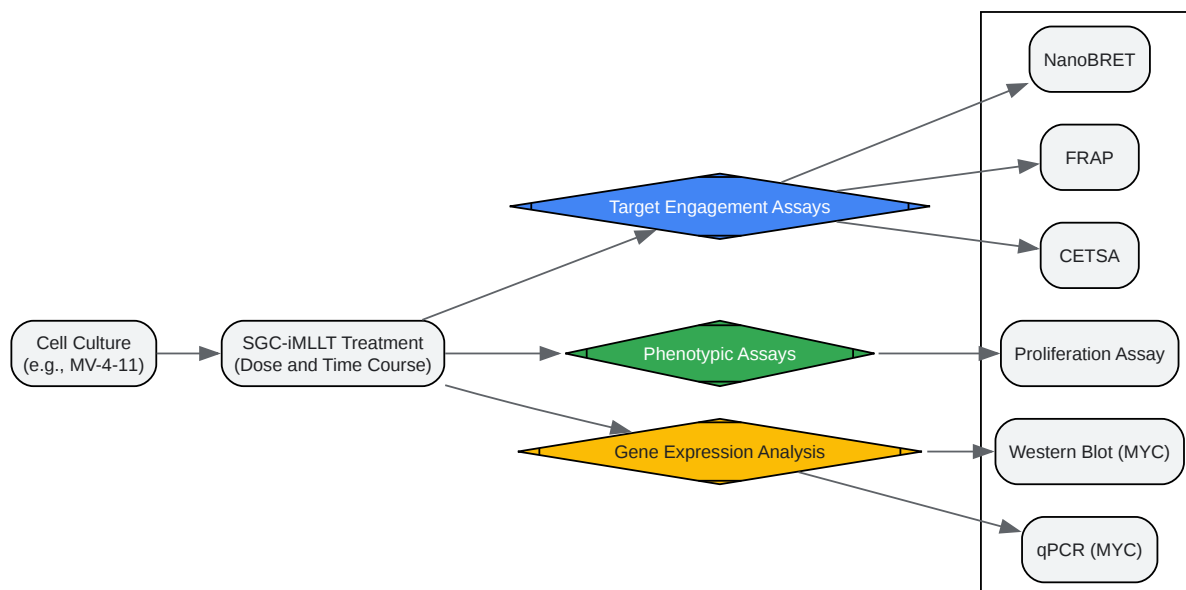 Cell Culture
(e.g., MV-4-11)
SGC-iMLLT Treatment
(Dose and Time Course)
Target Engagement Assays
Phenotypic Assays
Gene Expression Analysis
NanoBRET
FRAP
CETSA
Proliferation Assay
Western Blot (MYC)
qPCR (MYC)